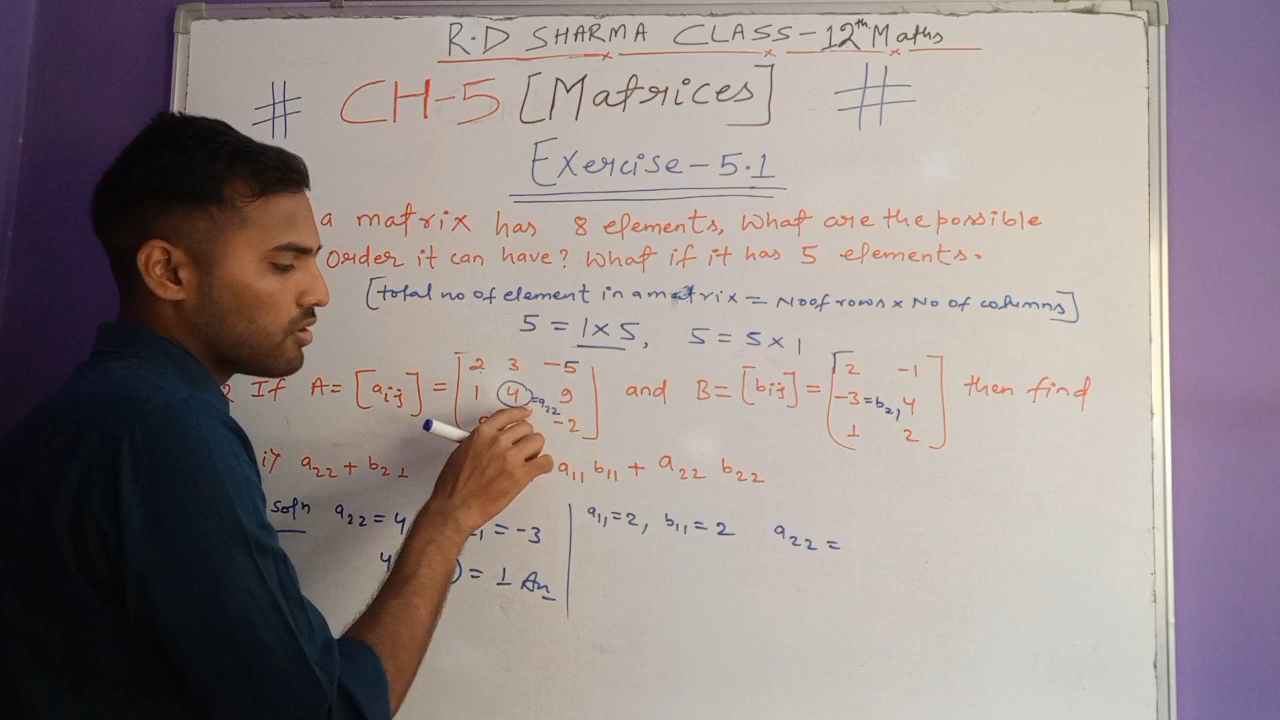 R.D SHARMA CLASS-12th Maths
# CH-5 [Matrices] #
Exercise-5.1
a matrix has 8 elements, What are the possible
order it can have? What if it has 5 elements.
[total no of element in a matrix = No of rows x No of columns]
5 = 1 x 5, 5 = 5 x 1
2 If A = [aij] = [2 3 -5
1 4 =a22 9
-2] and B = [bij] = [2 -1
-3 =b21 4
1 2] then find
i) a22 + b21 a11 b11 + a22 b22
soln a22 = 4 = -3 a11 = 2, b11 = 2 a22 =
4 ) = 1 An